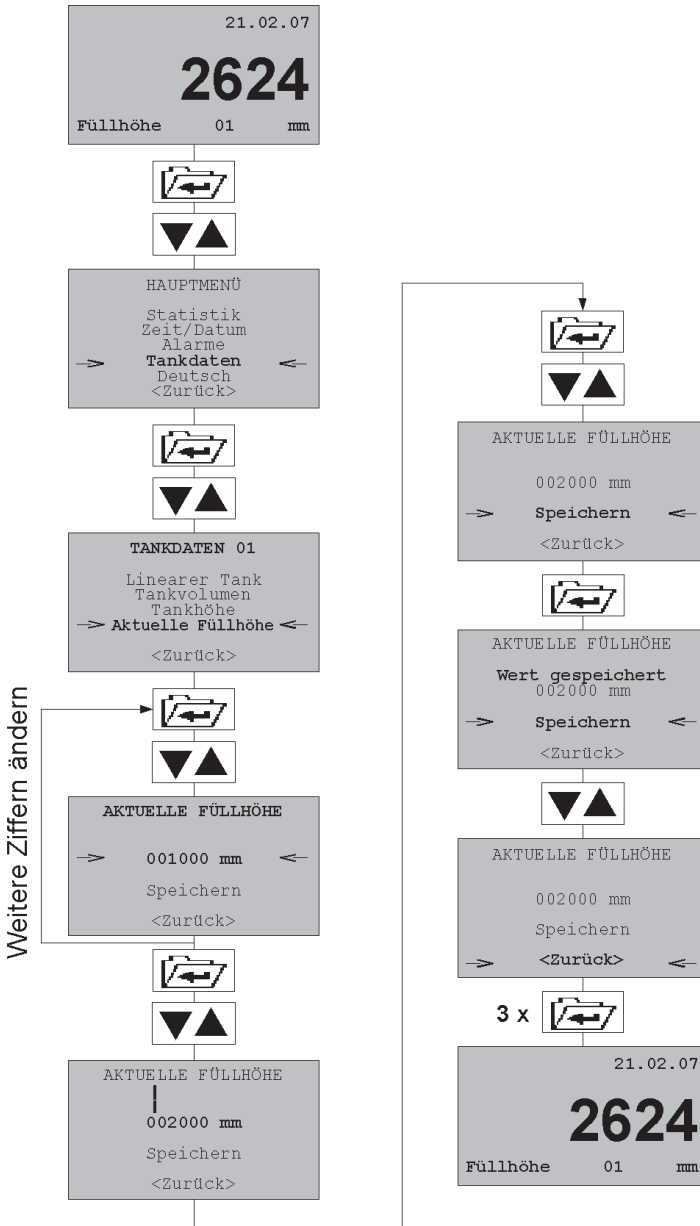 21.02.07
2624
Füllhöhe 01 mm
HAUPTMENÜ
Statistik
Zeit/Datum
Alarme
Tankdaten
Deutsch
<Zurück>
TANKDATEN 01
Linearer Tank
Tankvolumen
Tankhöhe
Aktuelle Füllhöhe
<Zurück>
Weitere Ziffern ändern
AKTUELLE FÜLLHÖHE
001000 mm
Speichern
<Zurück>
AKTUELLE FÜLLHÖHE
002000 mm
Speichern
<Zurück>
AKTUELLE FÜLLHÖHE
002000 mm
Speichern
<Zurück>
AKTUELLE FÜLLHÖHE
Wert gespeichert
002000 mm
Speichern
<Zurück>
AKTUELLE FÜLLHÖHE
002000 mm
Speichern
<Zurück>
3 x
21.02.07
2624
Füllhöhe 01 mm